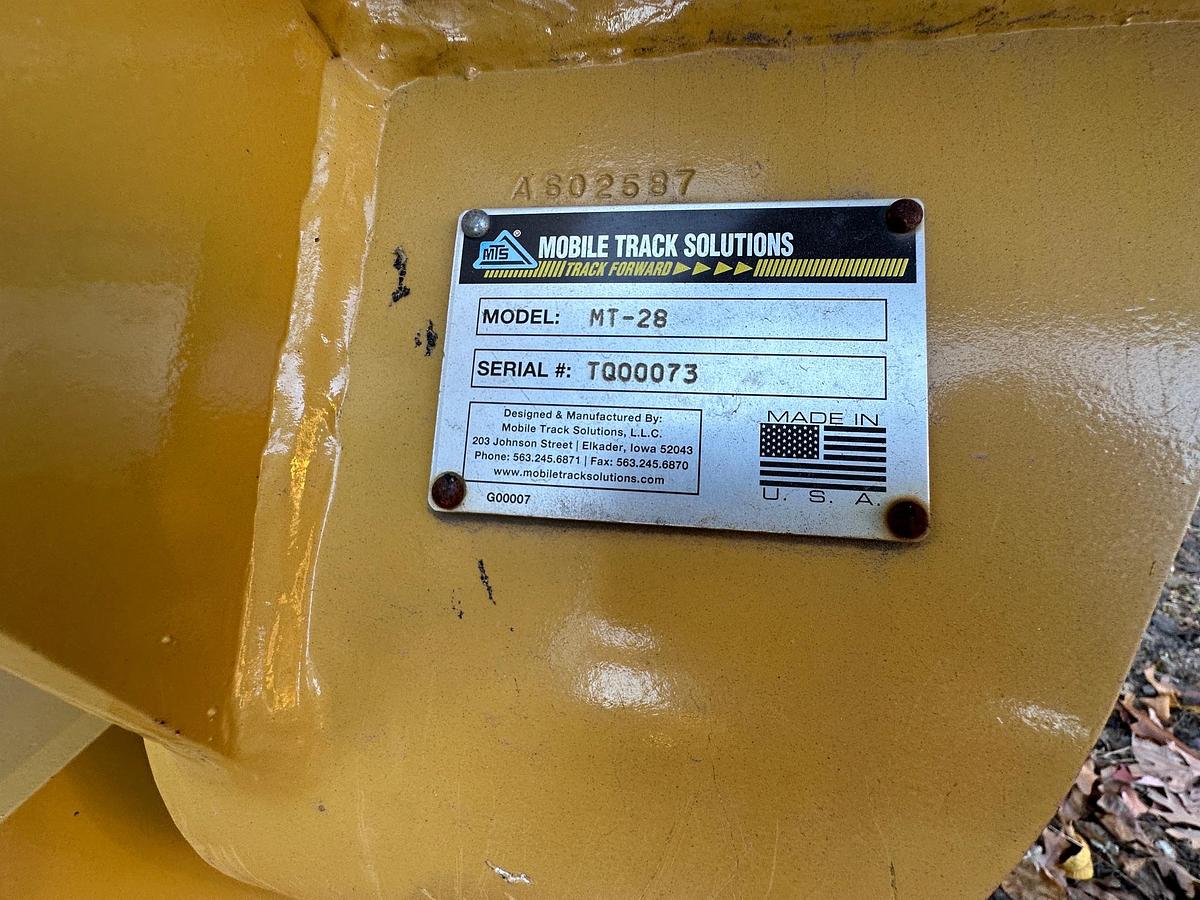 A602587
MTS®
MOBILE TRACK SOLUTIONS
TRACK FORWARD
MODEL: MT-28
SERIAL #: TQ00073
Designed & Manufactured By:
Mobile Track Solutions, L.L.C.
203 Johnson Street | Elkader, Iowa 52043
Phone: 563.245.6871 | Fax: 563.245.6870
www.mobiletracksolutions.com
G00007
MADE IN
U. S. A.